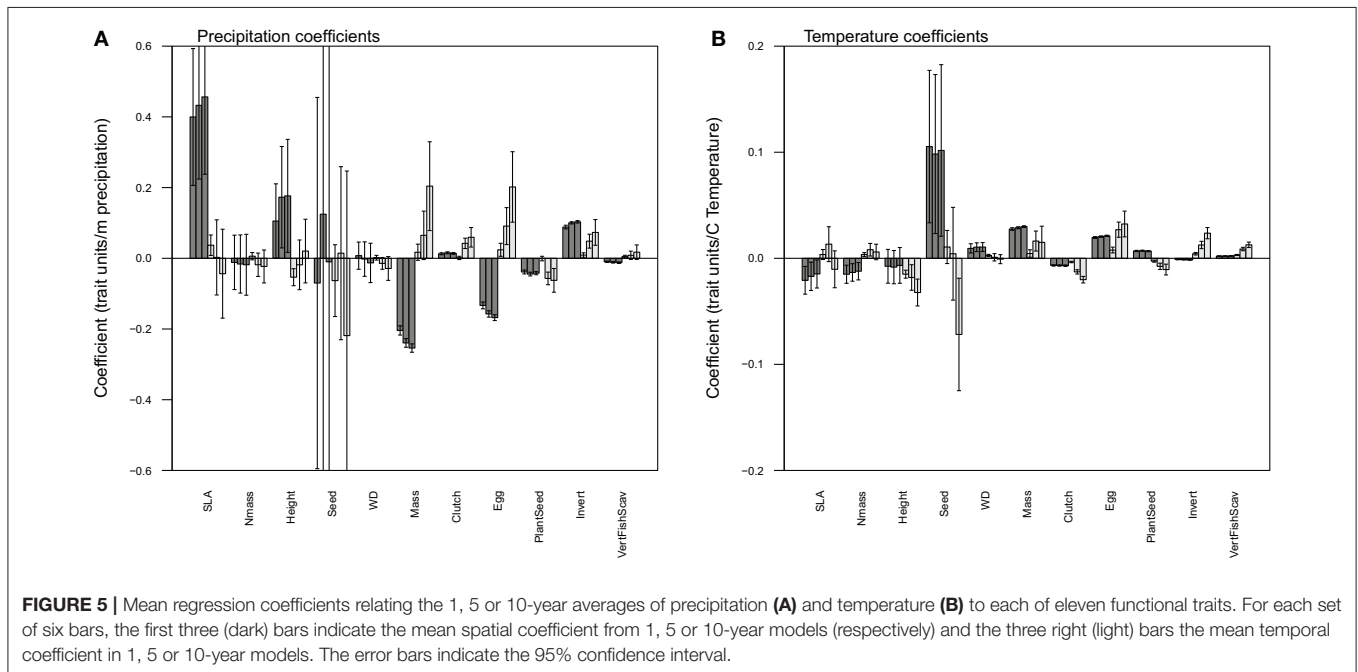 A Precipitation coefficients
Coefficient (trait units/m precipitation)
0.6
0.4
0.2
0.0
−0.2
−0.4
−0.6
SLA
Nmass
Height
Seed
WD
Mass
Clutch
Egg
PlantSeed
Invert
VertFishScav
B Temperature coefficients
Coefficient (trait units/C Temperature)
0.2
0.1
0.0
−0.1
−0.2
SLA
Nmass
Height
Seed
WD
Mass
Clutch
Egg
PlantSeed
Invert
VertFishScav
FIGURE 5 | Mean regression coefficients relating the 1, 5 or 10-year averages of precipitation (A) and temperature (B) to each of eleven functional traits. For each set
of six bars, the first three (dark) bars indicate the mean spatial coefficient from 1, 5 or 10-year models (respectively) and the three right (light) bars the mean temporal
coefficient in 1, 5 or 10-year models. The error bars indicate the 95% confidence interval.